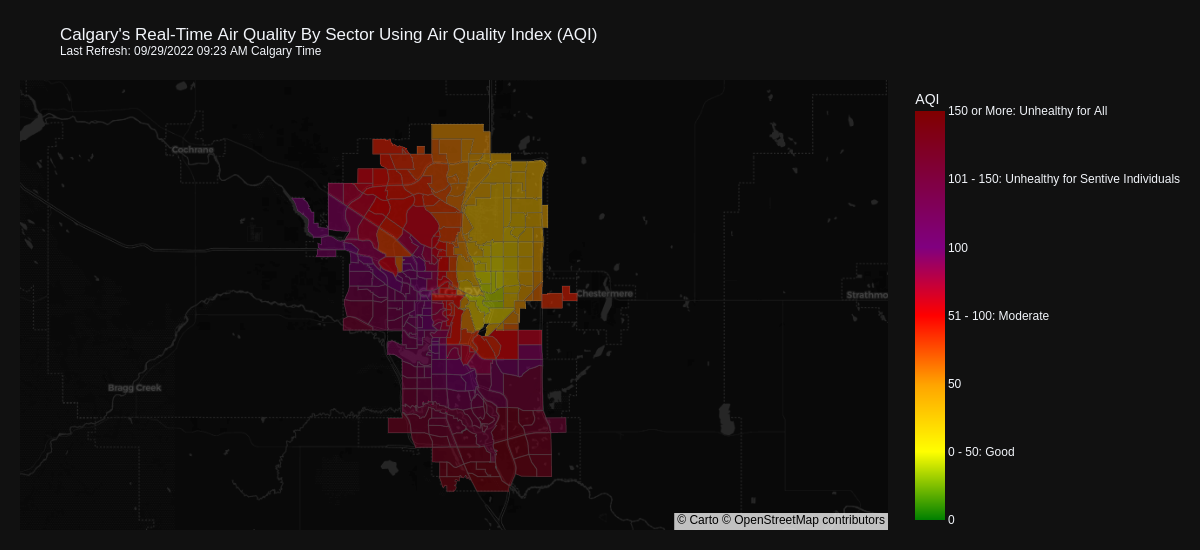 Calgary's Real-Time Air Quality By Sector Using Air Quality Index (AQI)
Last Refresh: 09/29/2022 09:23 AM Calgary Time
AQI
150 or More: Unhealthy for All
Cochrane
101 - 150: Unhealthy for Sentive Individuals
100
CALGARY
Chestermere
Strathmo
51 - 100: Moderate
50
Bragg Creek
0 - 50: Good
0
© Carto © OpenStreetMap contributors